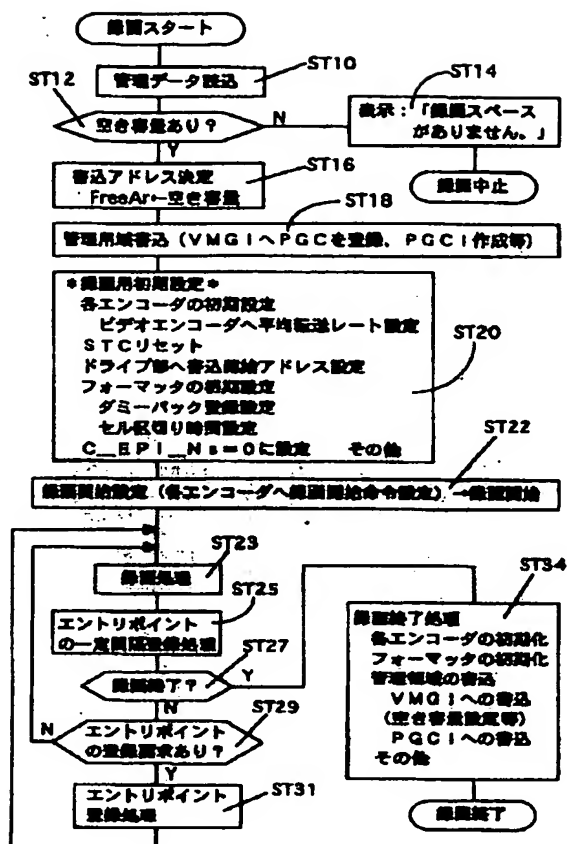 録画スタート
ST10
管理データ読込
ST12
空き容量あり？
N
Y
ST14
表示：「録画スペース
がありません。」
録画中止
ST16
書込アドレス決定
FreeAr←空き容量
ST18
管理用域書込（VMGIへPGCを登録、PGCI作成等）
＊録画用初期設定＊
各エンコーダの初期設定
ビデオエンコーダへ平均転送レート設定
STCリセット
ドライブ部へ書込開始アドレス設定
フォーマッタの初期設定
ダミーパック登録設定
セル区切り時間設定
C_EPI_Ns=0に設定 その他
ST20
ST22
録画開始設定（各エンコーダへ録画開始命令設定）→録画開始
ST23
録画処理
ST25
エントリポイント
の一定間隔登録処理
ST27
録画終了？
Y
N
ST29
エントリポイント
の登録要求あり？
N
Y
ST31
エントリポイント
登録処理
ST34
録画終了処理
各エンコーダの初期化
フォーマッタの初期化
管理領域の書込
VMGIへの書込
（空き容量設定等）
PGCIへの書込
その他
録画終了